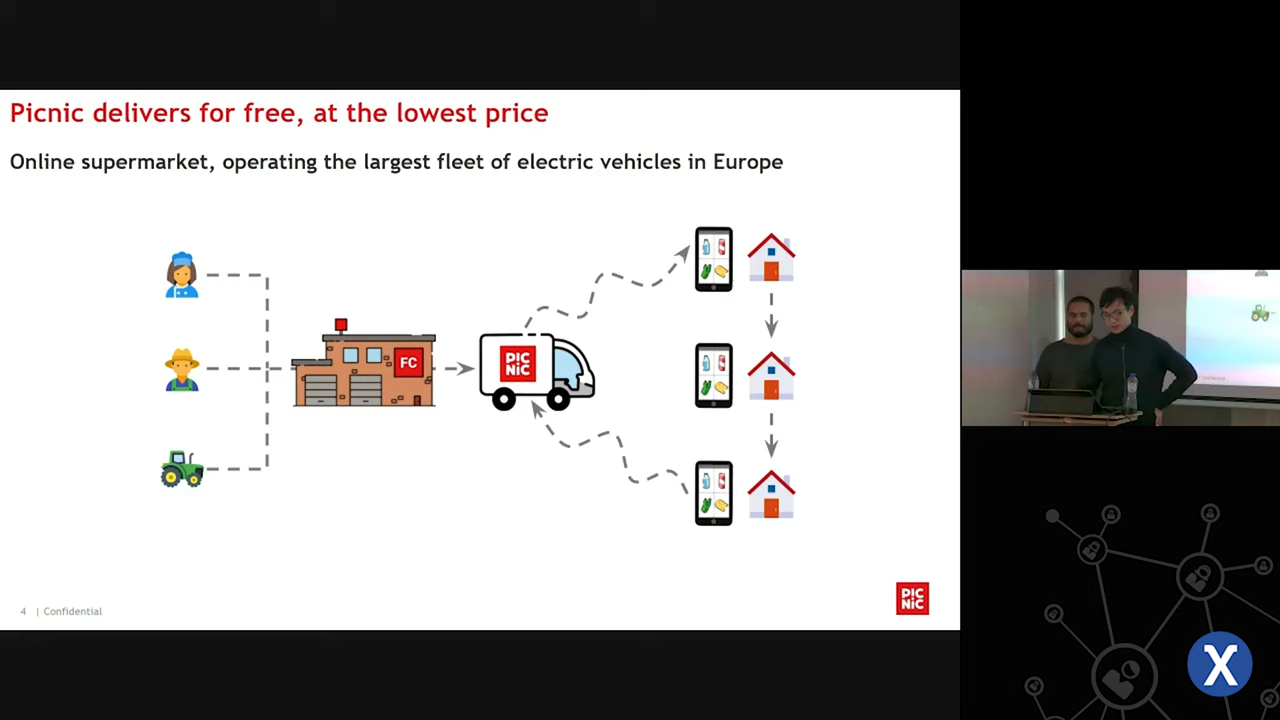 Picnic delivers for free, at the lowest price
Online supermarket, operating the largest fleet of electric vehicles in Europe
FC
PIC
NiC
4 | Confidential
PIC
NiC
X